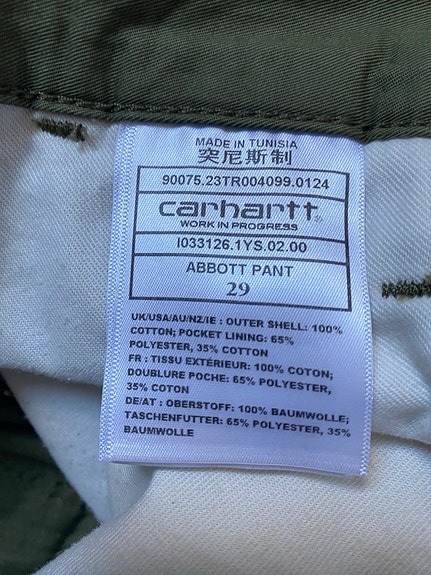 MADE IN TUNISIA
突尼斯制
90075.23TR004099.0124
carhartt®
WORK IN PROGRESS
I033126.1YS.02.00
ABBOTT PANT
29
UK/USA/AU/NZ/IE : OUTER SHELL: 100%
COTTON; POCKET LINING: 65%
POLYESTER, 35% COTTON
FR : TISSU EXTÉRIEUR: 100% COTON;
DOUBLURE POCHE: 65% POLYESTER,
35% COTON
DE/AT : OBERSTOFF: 100% BAUMWOLLE;
TASCHENFUTTER: 65% POLYESTER, 35%
BAUMWOLLE